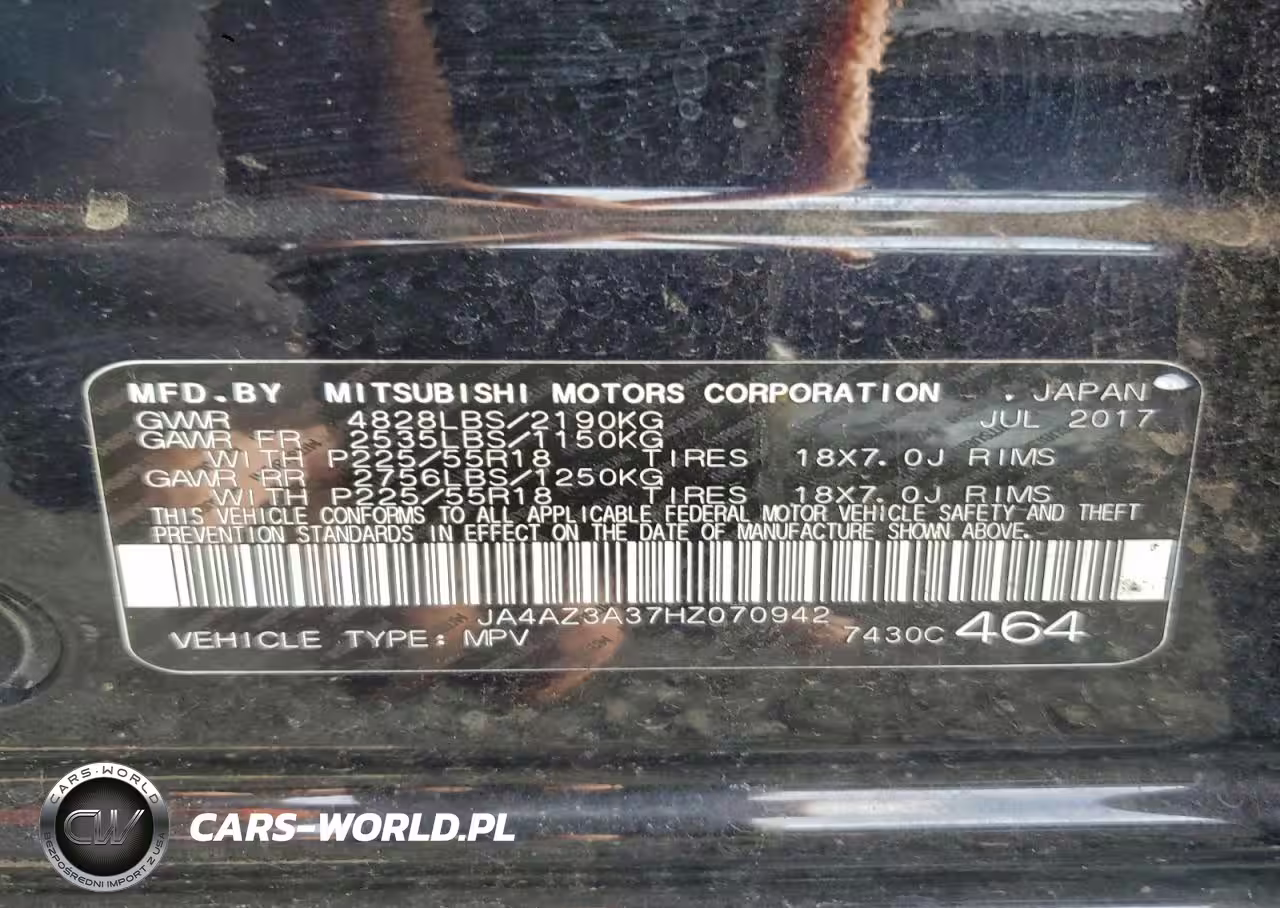 MFD.BY MITSUBISHI MOTORS CORPORATION . JAPAN
GVWR 4828LBS/2190KG JUL 2017
GAWR FR 2535LBS/1150KG
WITH P225/55R18 TIRES 18X7.0J RIMS
GAWR RR 2756LBS/1250KG
WITH P225/55R18 TIRES 18X7.0J RIMS
THIS VEHICLE CONFORMS TO ALL APPLICABLE FEDERAL MOTOR VEHICLE SAFETY AND THEFT
PREVENTION STANDARDS IN EFFECT ON THE DATE OF MANUFACTURE SHOWN ABOVE.
JA4AZ3A37HZ070942
VEHICLE TYPE: MPV 7430C 464
CARS-WORLD
CW
BEZPOŚREDNI IMPORT Z USA
CARS-WORLD.PL